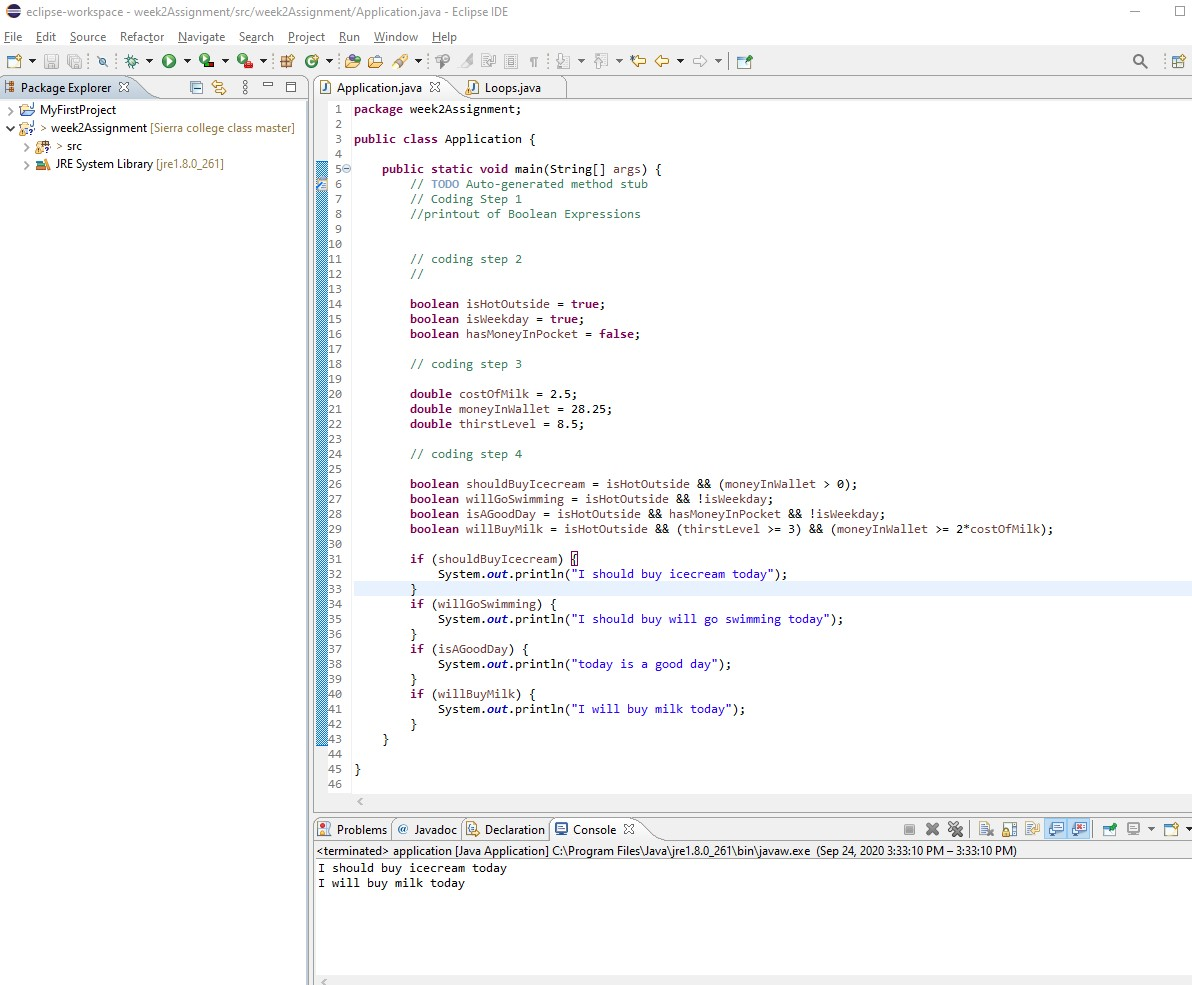 eclipse-workspace - week2Assignment/src/week2Assignment/Application.java - Eclipse IDE
File Edit Source Refactor Navigate Search Project Run Window Help
Package Explorer
MyFirstProject
> week2Assignment [Sierra college class master]
> src
JRE System Library [jre1.8.0_261]
Application.java Loops.java
1 package week2Assignment;
2
3 public class Application {
4
5 public static void main(String[] args) {
6 // TODO Auto-generated method stub
7 // Coding Step 1
8 //printout of Boolean Expressions
9
10
11 // coding step 2
12 //
13
14 boolean isHotOutside = true;
15 boolean isWeekday = true;
16 boolean hasMoneyInPocket = false;
17
18 // coding step 3
19
20 double costOfMilk = 2.5;
21 double moneyInWallet = 28.25;
22 double thirstLevel = 8.5;
23
24 // coding step 4
25
26 boolean shouldBuyIcecream = isHotOutside && (moneyInWallet > 0);
27 boolean willGoSwimming = isHotOutside && !isWeekday;
28 boolean isAGoodDay = isHotOutside && hasMoneyInPocket && !isWeekday;
29 boolean willBuyMilk = isHotOutside && (thirstLevel >= 3) && (moneyInWallet >= 2*costOfMilk);
30
31 if (shouldBuyIcecream) {
32 System.out.println("I should buy icecream today");
33 }
34 if (willGoSwimming) {
35 System.out.println("I should buy will go swimming today");
36 }
37 if (isAGoodDay) {
38 System.out.println("today is a good day");
39 }
40 if (willBuyMilk) {
41 System.out.println("I will buy milk today");
42 }
43 }
44
45 }
46
Problems @ Javadoc Declaration Console
<terminated> application [Java Application] C:\Program Files\Java\jre1.8.0_261\bin\javaw.exe (Sep 24, 2020 3:33:10 PM – 3:33:10 PM)
I should buy icecream today
I will buy milk today